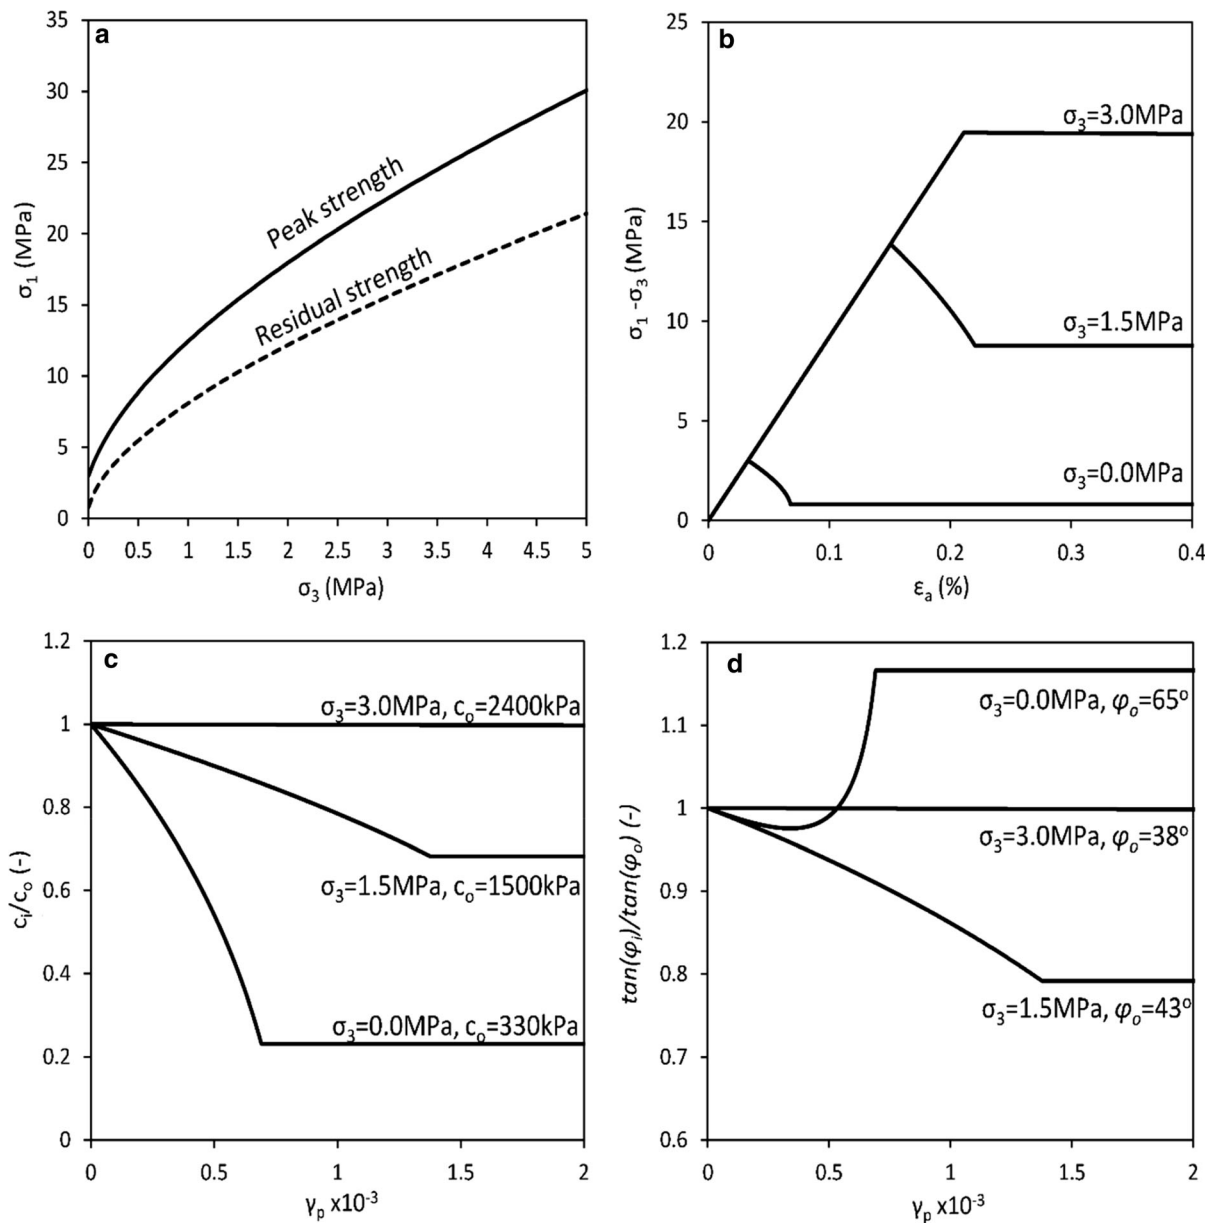 a
35
30
25
20
15
10
5
0
σ₁ (MPa)
Peak strength
Residual strength
0 0.5 1 1.5 2 2.5 3 3.5 4 4.5 5
σ₃ (MPa)
b
25
20
15
10
5
0
σ₁ -σ₃ (MPa)
σ₃=3.0MPa
σ₃=1.5MPa
σ₃=0.0MPa
0 0.1 0.2 0.3 0.4
εₐ (%)
c
1.2
1
0.8
0.6
0.4
0.2
0
cᵢ/cₒ (-)
σ₃=3.0MPa, cₒ=2400kPa
σ₃=1.5MPa, cₒ=1500kPa
σ₃=0.0MPa, cₒ=330kPa
0 0.5 1 1.5 2
γₚ x10⁻³
d
1.2
1.1
1
0.9
0.8
0.7
0.6
tan(φᵢ)/tan(φₒ) (-)
σ₃=0.0MPa, φₒ=65º
σ₃=3.0MPa, φₒ=38º
σ₃=1.5MPa, φₒ=43º
0 0.5 1 1.5 2
γₚ x10⁻³